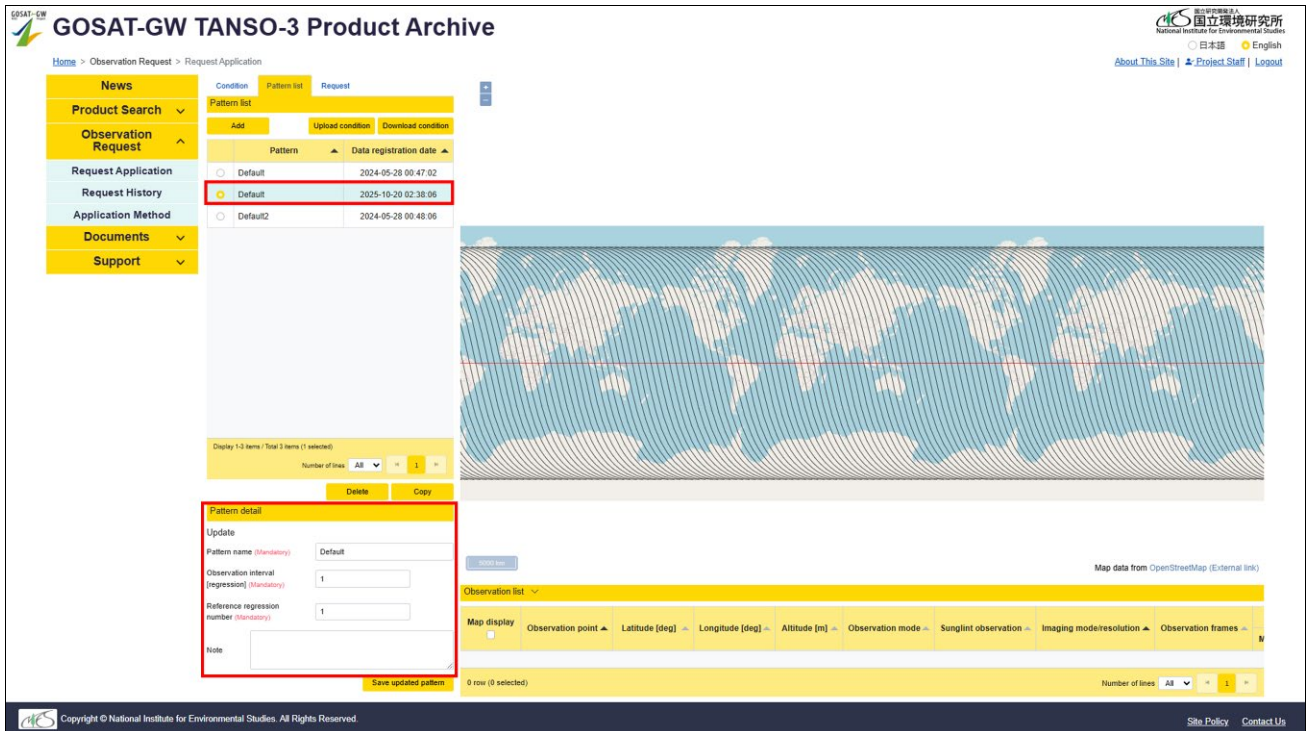 GOSAT-GW
GOSAT-GW TANSO-3 Product Archive
国立研究開発法人
国立環境研究所
National Institute for Environmental Studies
日本語 English
Home > Observation Request > Request Application
About This Site | Project Staff | Logout
News
Product Search
Observation Request
Request Application
Request History
Application Method
Documents
Support
Condition Pattern list Request
Pattern list
Add Upload condition Download condition
Pattern Data registration date
Default 2024-05-28 00:47:02
Default 2025-10-20 02:38:06
Default2 2024-05-28 00:48:06
Display 1-3 items / Total 3 items (1 selected)
Number of lines All 1
Delete Copy
Pattern detail
Update
Pattern name (Mandatory) Default
Observation interval
[regression] (Mandatory) 1
Reference regression
number (Mandatory) 1
Note
Save updated pattern
+
−
5000 km
Map data from OpenStreetMap (External link)
Observation list
Map display Observation point Latitude [deg] Longitude [deg] Altitude [m] Observation mode Sunglint observation Imaging mode/resolution Observation frames M
0 row (0 selected)
Number of lines All 1
NIES
Copyright © National Institute for Environmental Studies. All Rights Reserved.
Site Policy Contact Us